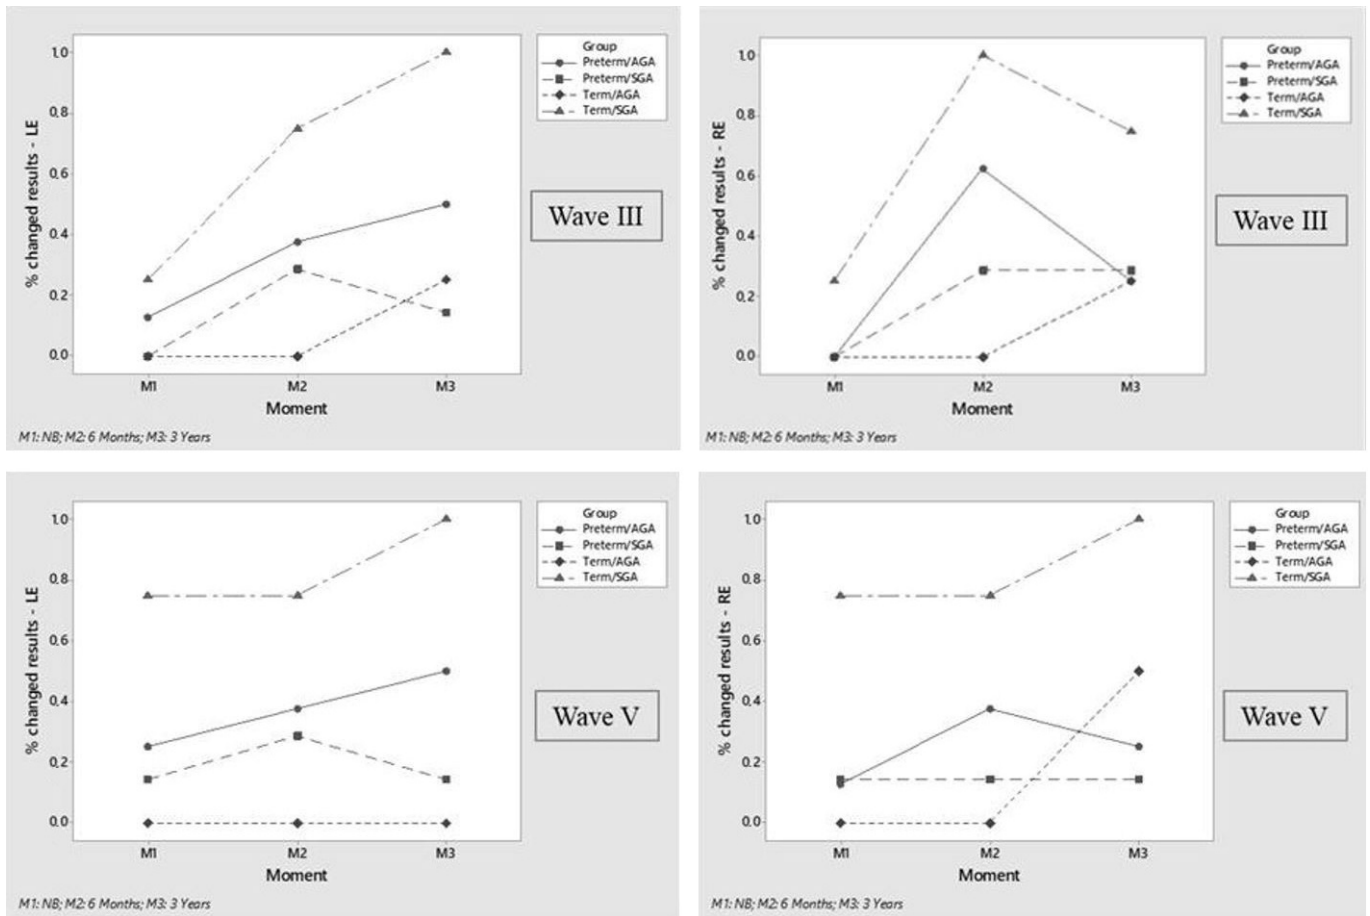 % changed results - LE
1.0
0.8
0.6
0.4
0.2
0.0
M1 M2 M3
Moment
Group
Preterm/AGA
Preterm/SGA
Term/AGA
Term/SGA
Wave III
M1: NB; M2: 6 Months; M3: 3 Years
% changed results - RE
1.0
0.8
0.6
0.4
0.2
0.0
M1 M2 M3
Moment
Group
Preterm/AGA
Preterm/SGA
Term/AGA
Term/SGA
Wave III
M1: NB; M2: 6 Months; M3: 3 Years
% changed results - LE
1.0
0.8
0.6
0.4
0.2
0.0
M1 M2 M3
Moment
Group
Preterm/AGA
Preterm/SGA
Term/AGA
Term/SGA
Wave V
M1: NB; M2: 6 Months; M3: 3 Years
% changed results - RE
1.0
0.8
0.6
0.4
0.2
0.0
M1 M2 M3
Moment
Group
Preterm/AGA
Preterm/SGA
Term/AGA
Term/SGA
Wave V
M1: NB; M2: 6 Months; M3: 3 Years